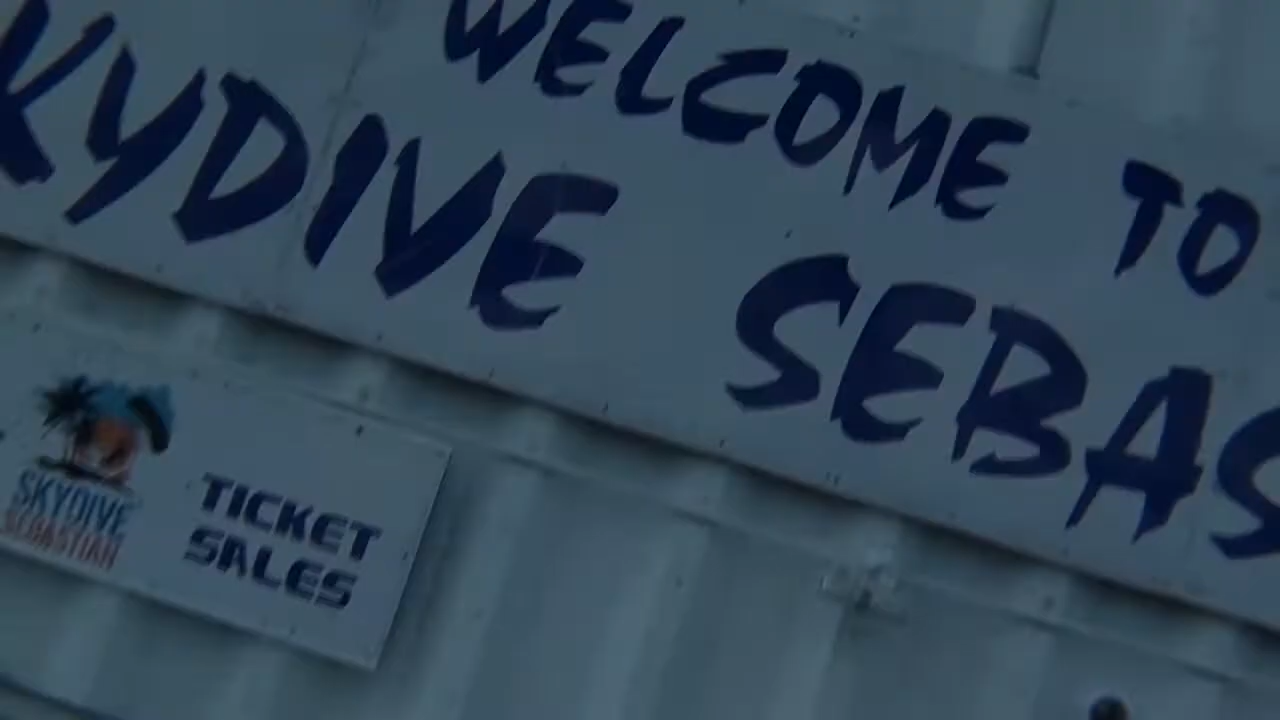 WELCOME TO
KYDIVE SEBAS
SKYDIVE
SEBASTIAN
TICKET
SALES